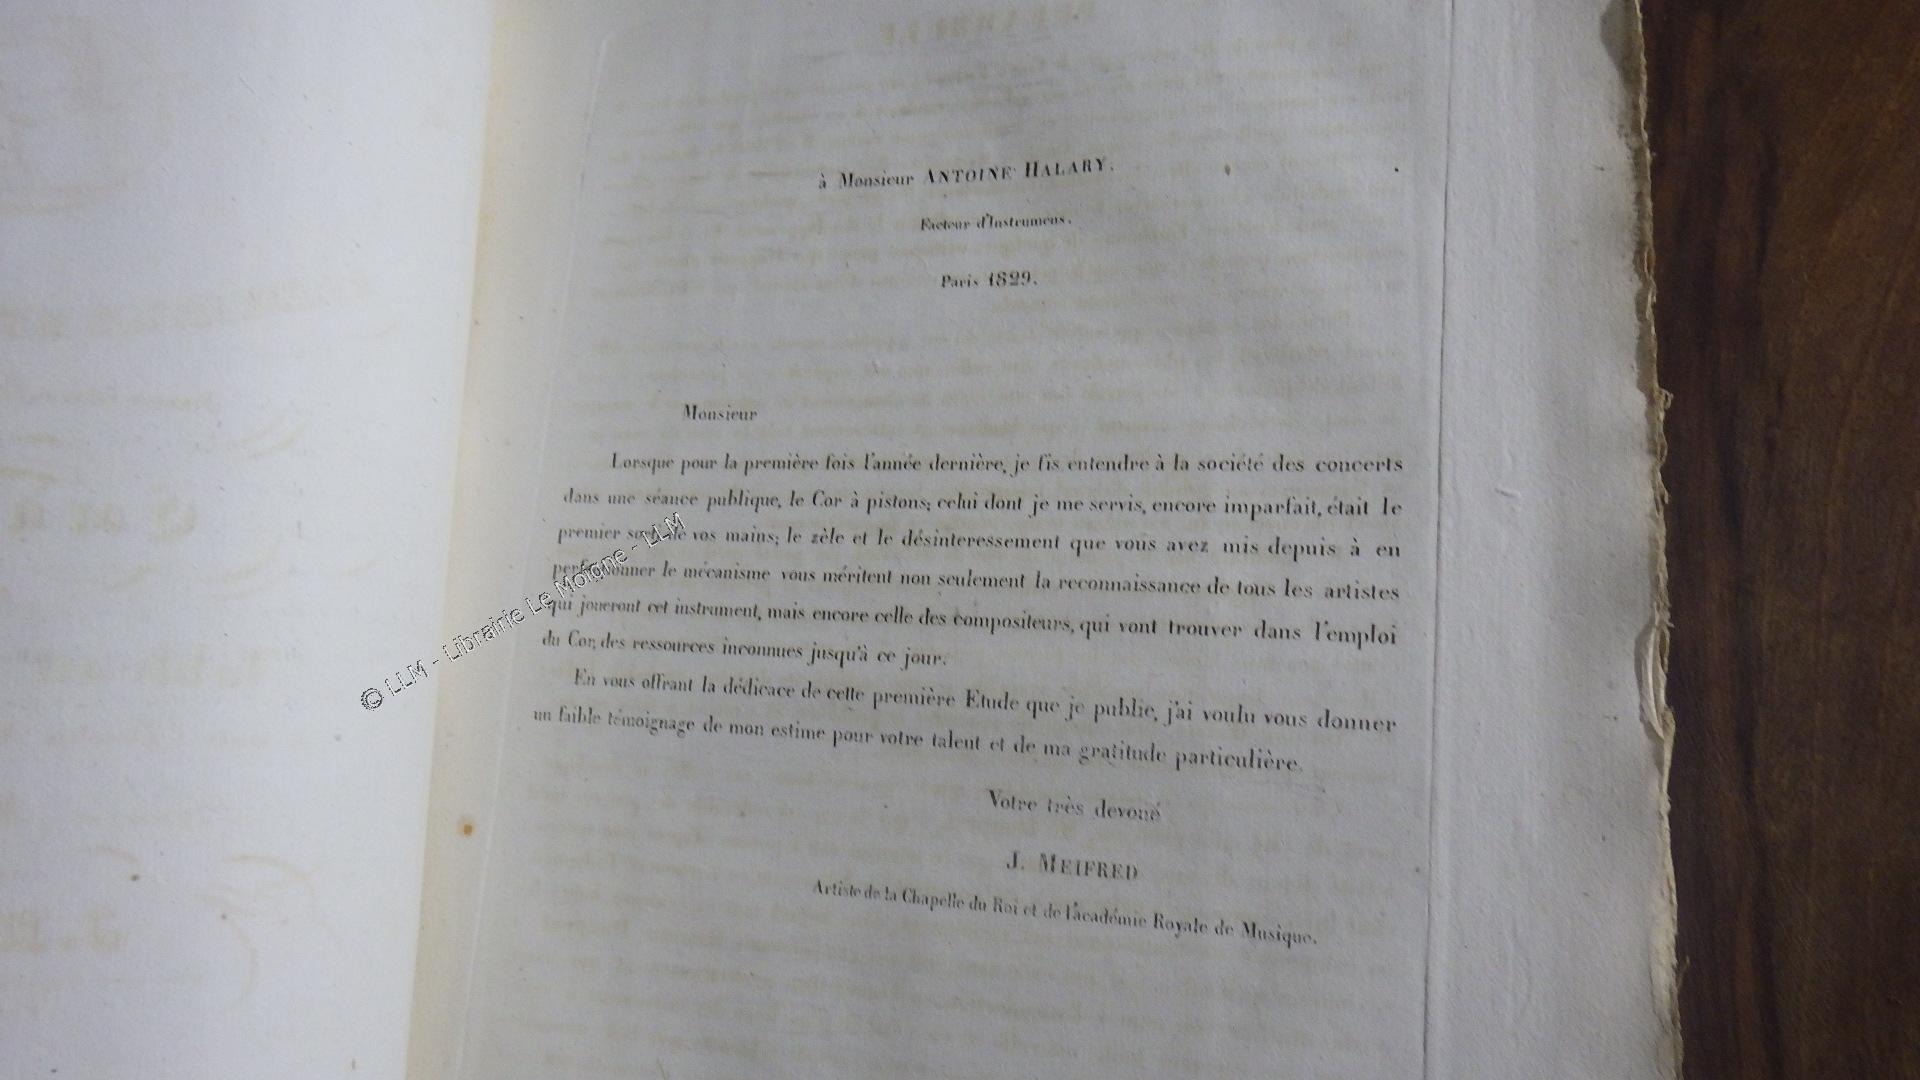 à Monsieur ANTOINE HALARY.
Facteur d'Instrumens.
Paris 1829.
Monsieur
Lorsque pour la première fois l'année dernière, je fis entendre à la société des concerts
dans une séance publique, le Cor à pistons; celui dont je me servis, encore imparfait, était le
premier sorti de vos mains; le zèle et le désinteressement que vous avez mis depuis à en
perfectionner le mécanisme vous méritent non seulement la reconnaissance de tous les artistes
qui joueront cet instrument, mais encore celle des compositeurs, qui vont trouver dans l'emploi
du Cor, des ressources inconnues jusqu'à ce jour.
En vous offrant la dédicace de cette première Etude que je publie, j'ai voulu vous donner
un faible témoignage de mon estime pour votre talent et de ma gratitude particulière.
Votre très devoué
J. MEIFRED
Artiste de la Chapelle du Roi et de l'académie Royale de Musique.
© LLM - Librairie Le Moigne - LLM